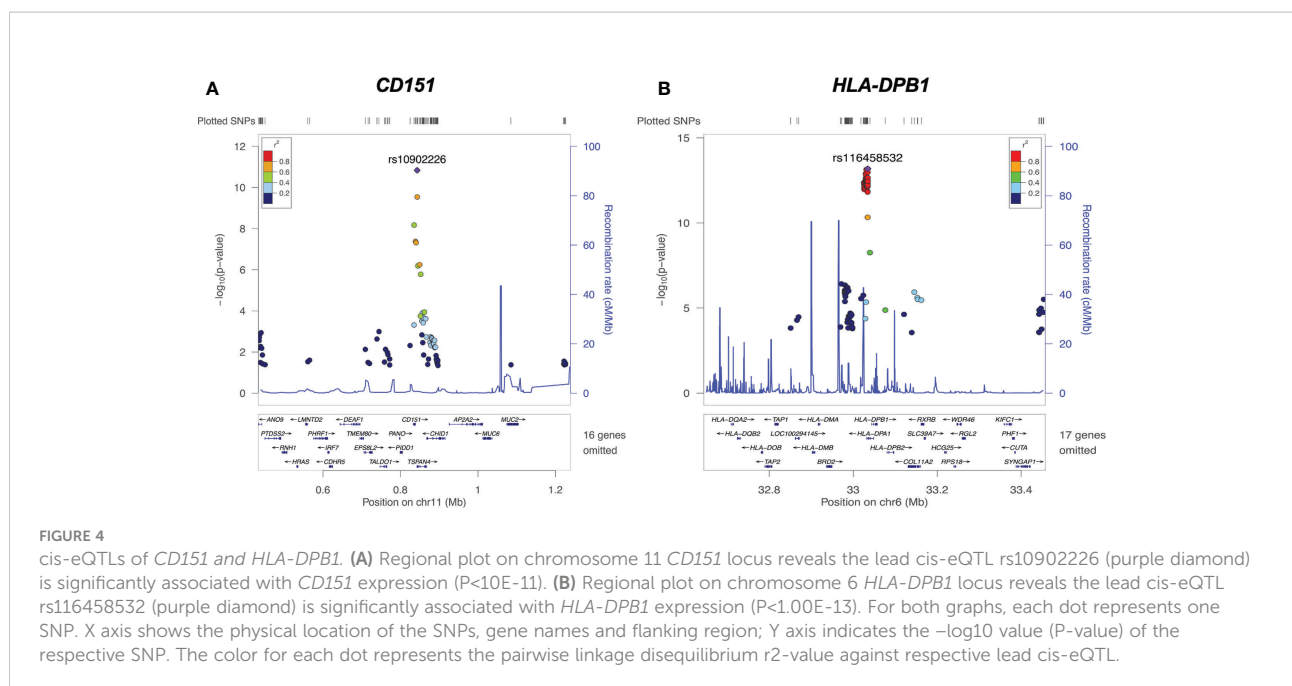 A
CD151
Plotted SNPs
12
10
8
6
4
2
0
−log10(p-value)
r2
0.8
0.6
0.4
0.2
rs10902226
100
80
60
40
20
0
Recombination rate (cM/Mb)
←ANO9 ←LMNTD2 ←DEAF1 CD151→ AP2A2→ MUC2→
PTDSS2→ PHRF1→ TMEM80→ PANO→ ←CHID1 ←MUC6
←RNH1 ←IRF7 EPS8L2→ ←PIDD1
←HRAS ←CDHR5 TALDO1→ TSPAN4→
16 genes
omitted
0.6
0.8
1
1.2
Position on chr11 (Mb)
B
HLA-DPB1
Plotted SNPs
15
10
5
0
−log10(p-value)
rs116458532
r2
0.8
0.6
0.4
0.2
100
80
60
40
20
0
Recombination rate (cM/Mb)
HLA-DQA2→ ←TAP1 ←HLA-DMA HLA-DPB1→ ←RXRB ←WDR46 KIFC1→
←HLA-DQB2 LOC100294145→ ←HLA-DPA1 SLC39A7→ ←RGL2 PHF1→
←HLA-DOB ←HLA-DMB ←HLA-DPB2 HCG25→ ←CUTA
←TAP2 BRD2→ ←COL11A2 RPS18→ SYNGAP1→
17 genes
omitted
32.8
33
33.2
33.4
Position on chr6 (Mb)
FIGURE 4
cis-eQTLs of CD151 and HLA-DPB1. (A) Regional plot on chromosome 11 CD151 locus reveals the lead cis-eQTL rs10902226 (purple diamond)
is significantly associated with CD151 expression (P<10E-11). (B) Regional plot on chromosome 6 HLA-DPB1 locus reveals the lead cis-eQTL
rs116458532 (purple diamond) is significantly associated with HLA-DPB1 expression (P<1.00E-13). For both graphs, each dot represents one
SNP. X axis shows the physical location of the SNPs, gene names and flanking region; Y axis indicates the –log10 value (P-value) of the
respective SNP. The color for each dot represents the pairwise linkage disequilibrium r2-value against respective lead cis-eQTL.